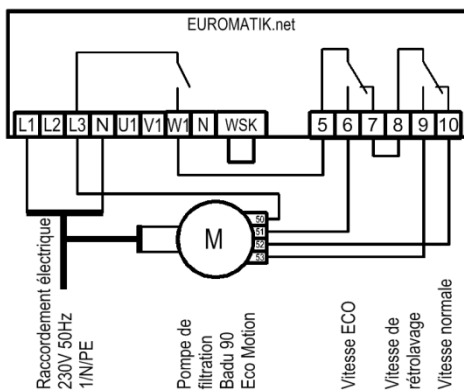 EUROMATIK.net
L1 L2 L3 N U1 V1 W1 N WSK 5 6 7 8 9 10
50
51
52
53
M
Raccordement électrique
230V 50Hz
1/N/PE
Pompe de
filtration
Badu 90
Eco Motion
Vitesse ECO
Vitesse de
rétrolavage
Vitesse normale